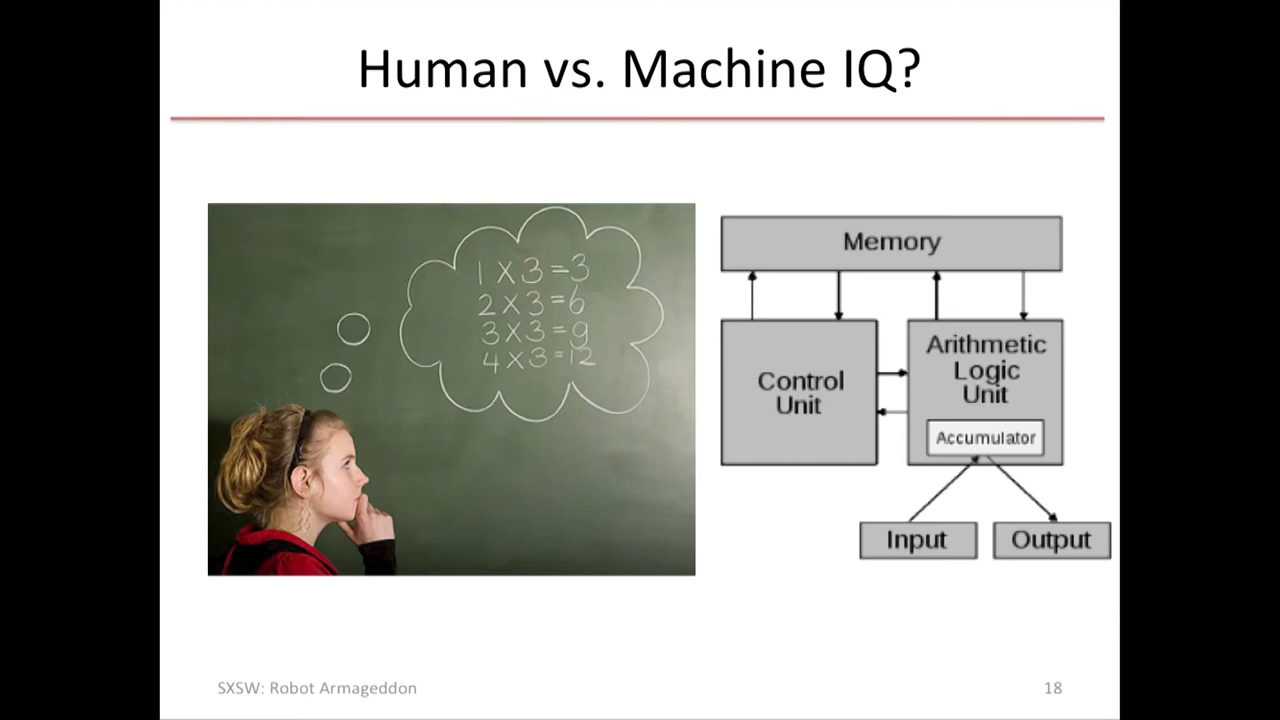 Human vs. Machine IQ?
1 X 3 = 3
2 X 3 = 6
3 X 3 = 9
4 X 3 = 12
Memory
Control
Unit
Arithmetic
Logic
Unit
Accumulator
Input
Output
SXSW: Robot Armageddon
18